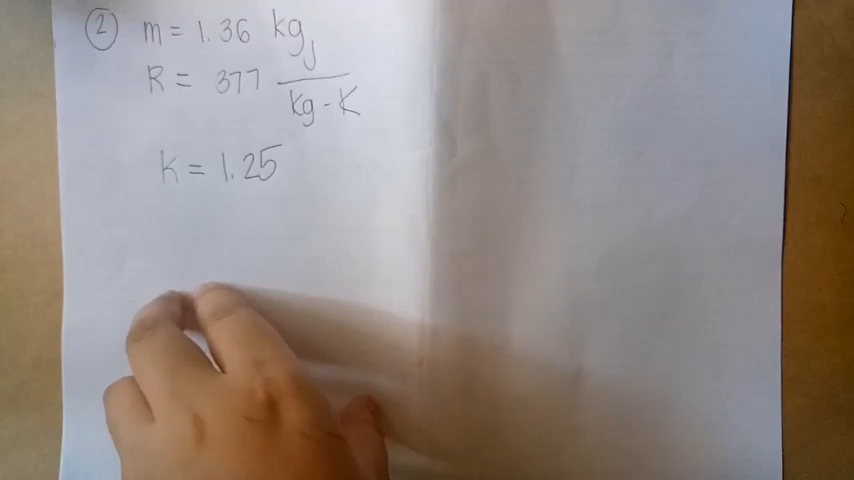 ② m = 1.36 kg
R = 377 J/kg-K
K = 1.25